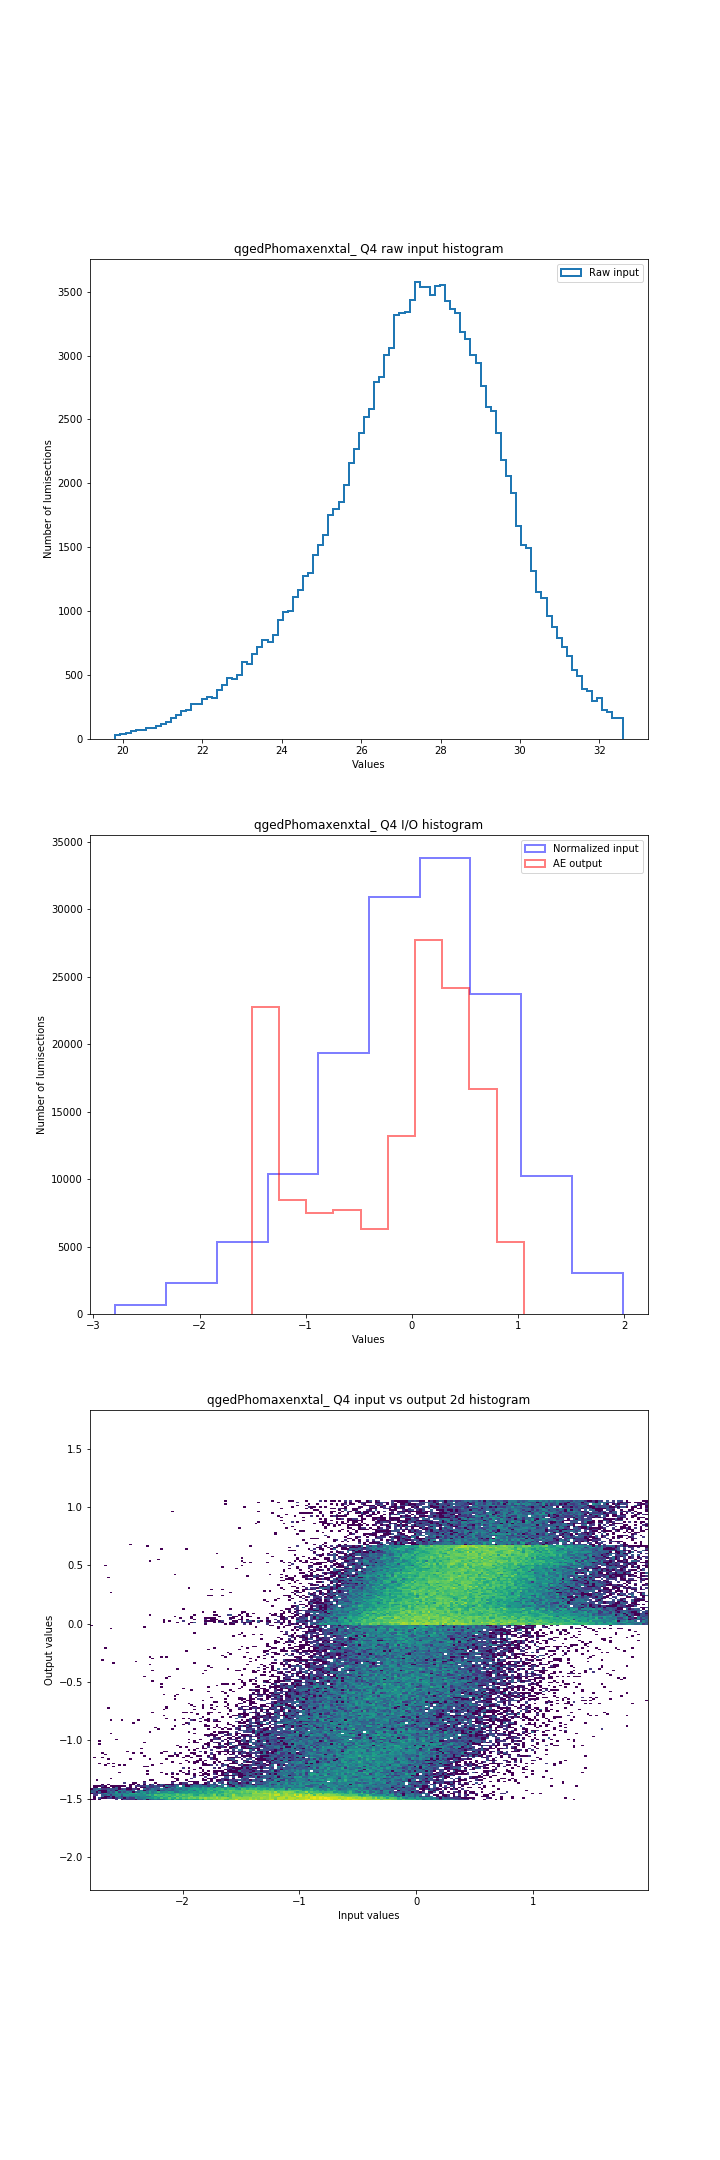 qgedPhomaxenxtal_ Q4 raw input histogram
Raw input
3500
3000
2500
2000
1500
1000
500
0
Number of lumisections
20 22 24 26 28 30 32
Values
qgedPhomaxenxtal_ Q4 I/O histogram
Normalized input
AE output
35000
30000
25000
20000
15000
10000
5000
0
Number of lumisections
−3 −2 −1 0 1 2
Values
qgedPhomaxenxtal_ Q4 input vs output 2d histogram
1.5
1.0
0.5
0.0
−0.5
−1.0
−1.5
−2.0
Output values
−2 −1 0 1
Input values